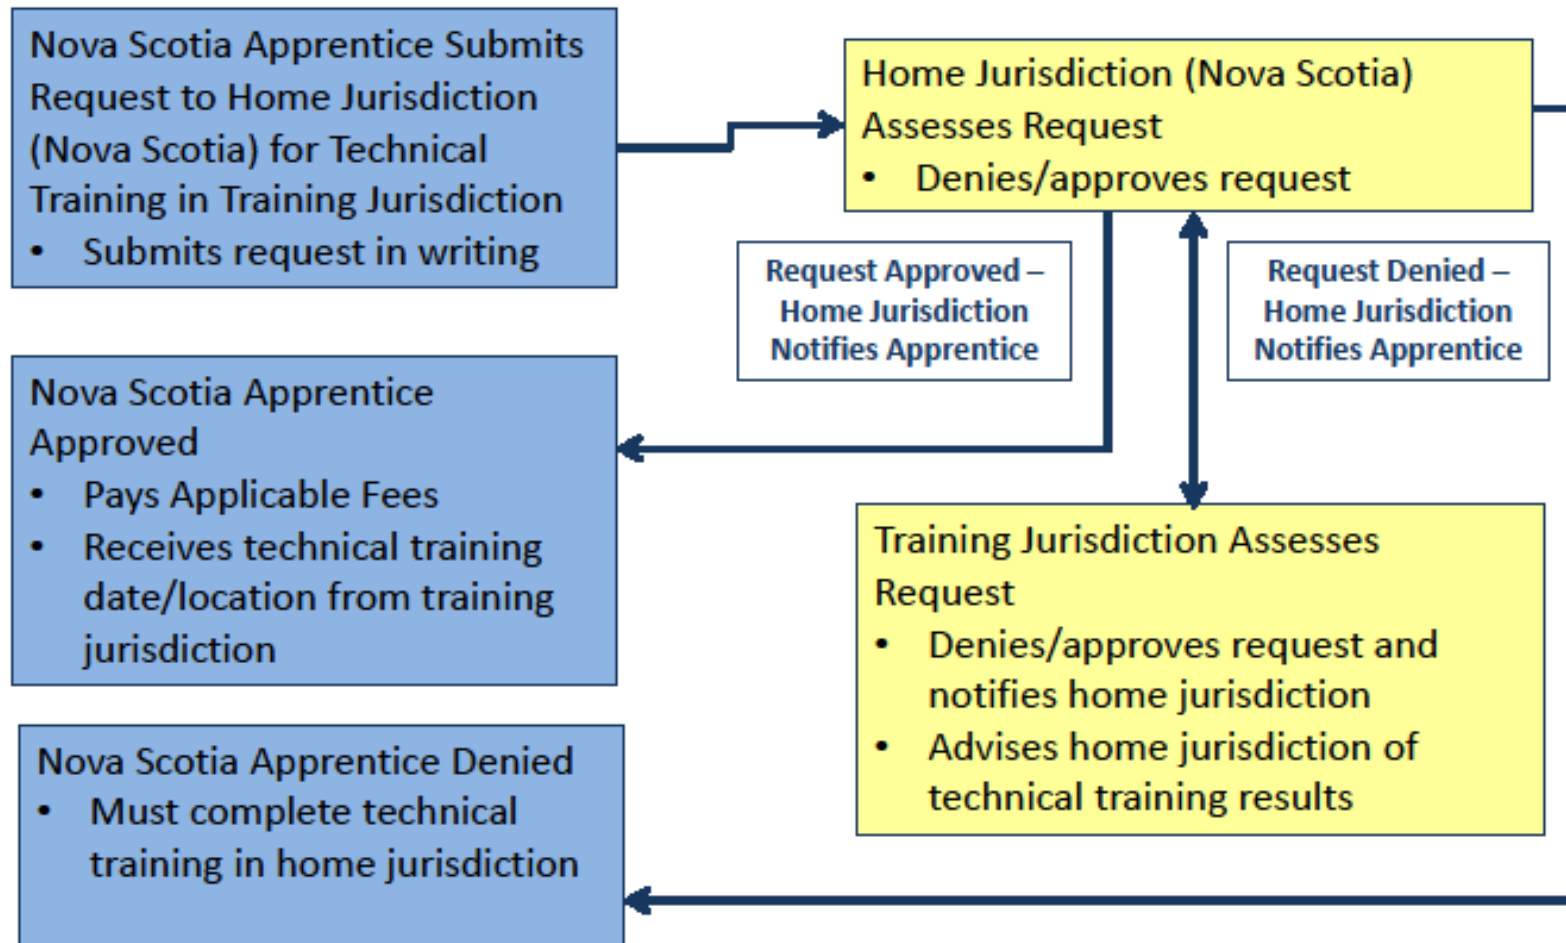 Nova Scotia Apprentice Submits
Request to Home Jurisdiction
(Nova Scotia) for Technical
Training in Training Jurisdiction
• Submits request in writing
Home Jurisdiction (Nova Scotia)
Assesses Request
• Denies/approves request
Request Approved –
Home Jurisdiction
Notifies Apprentice
Request Denied –
Home Jurisdiction
Notifies Apprentice
Nova Scotia Apprentice
Approved
• Pays Applicable Fees
• Receives technical training
date/location from training
jurisdiction
Training Jurisdiction Assesses
Request
• Denies/approves request and
notifies home jurisdiction
• Advises home jurisdiction of
technical training results
Nova Scotia Apprentice Denied
• Must complete technical
training in home jurisdiction